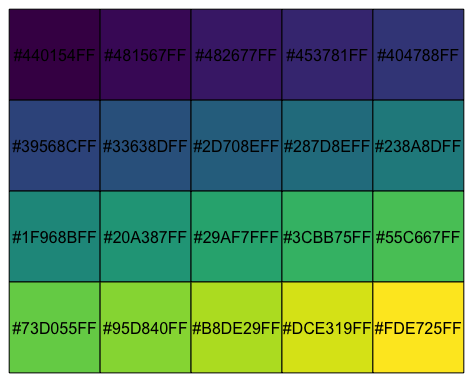 #440154FF #481567FF #482677FF #453781FF #404788FF
#39568CFF #33638DFF #2D708EFF #287D8EFF #238A8DFF
#1F968BFF #20A387FF #29AF7FFF #3CBB75FF #55C667FF
#73D055FF #95D840FF #B8DE29FF #DCE319FF #FDE725FF